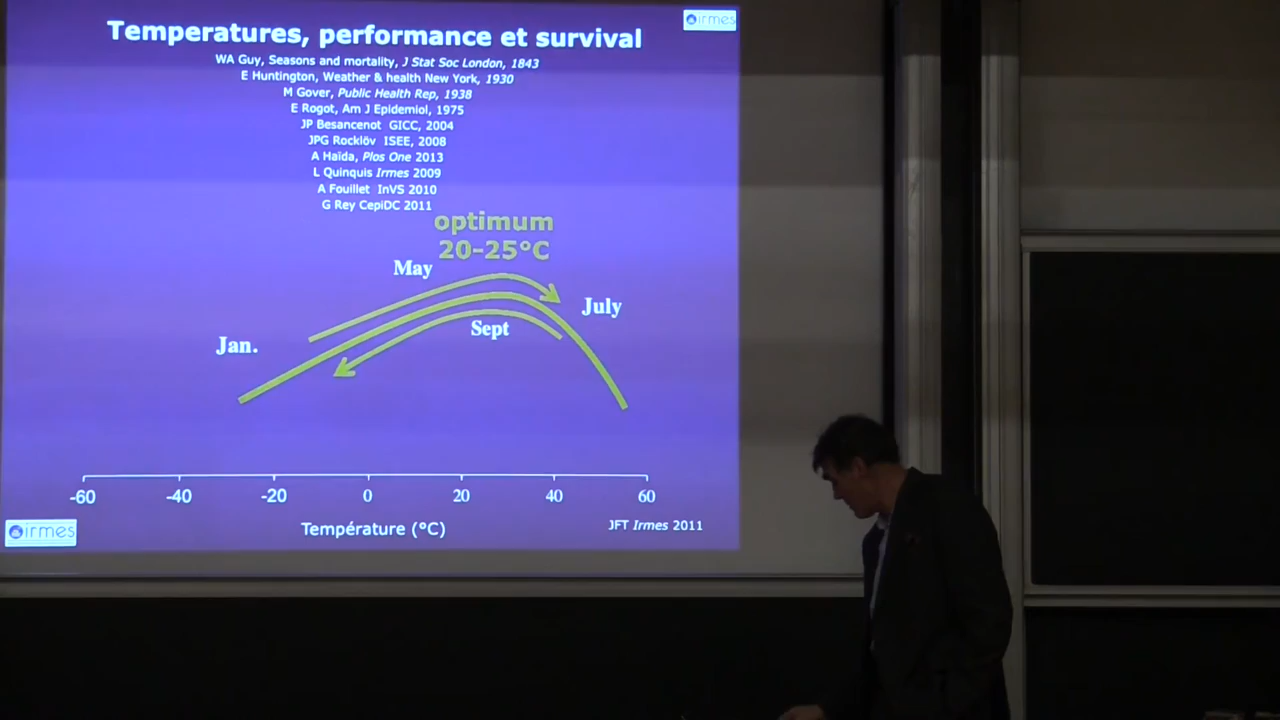 irmes
Temperatures, performance et survival
WA Guy, Seasons and mortality, J Stat Soc London, 1843
E Huntington, Weather & health New York, 1930
M Gover, Public Health Rep, 1938
E Rogot, Am J Epidemiol, 1975
JP Besancenot GICC, 2004
JPG Rocklöv ISEE, 2008
A Haïda, Plos One 2013
L Quinquis Irmes 2009
A Fouillet InVS 2010
G Rey CepiDC 2011
optimum
20-25°C
May
July
Sept
Jan.
-60 -40 -20 0 20 40 60
Température (°C)
JFT Irmes 2011
irmes